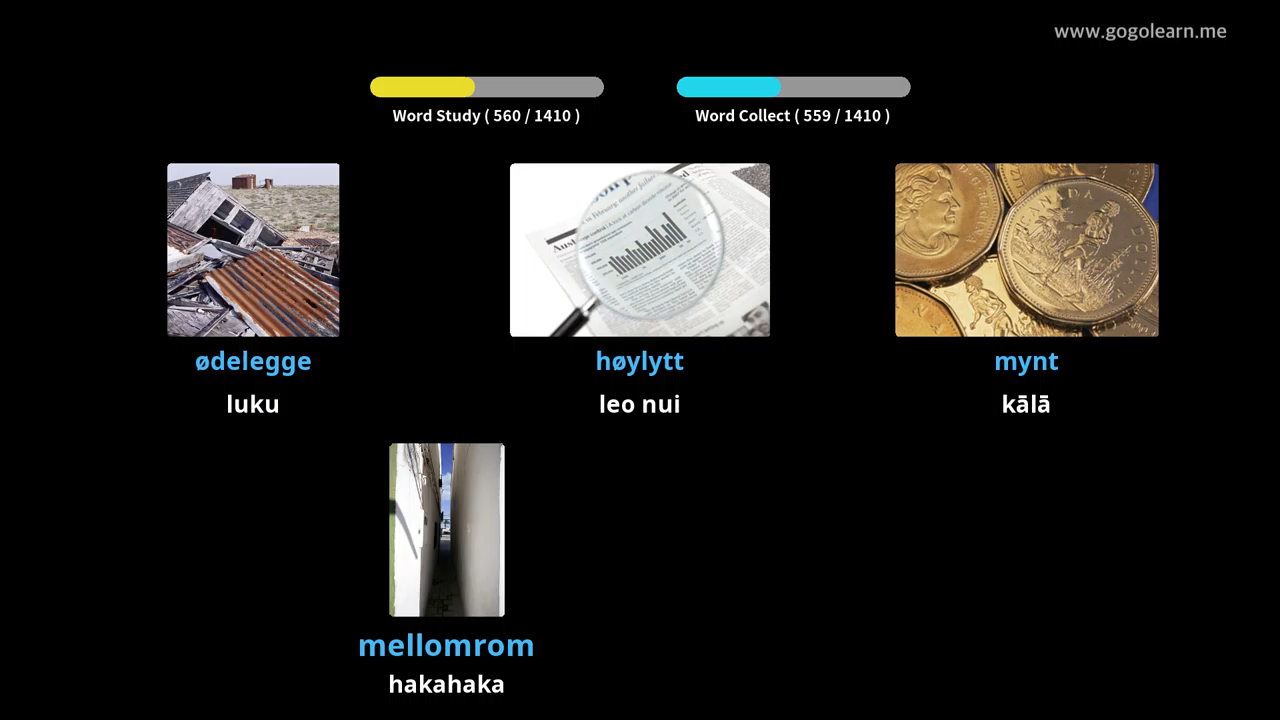 www.gogolearn.me
Word Study ( 560 / 1410 )
Word Collect ( 559 / 1410 )
ødelegge
høylytt
mynt
luku
leo nui
kālā
mellomrom
hakahaka